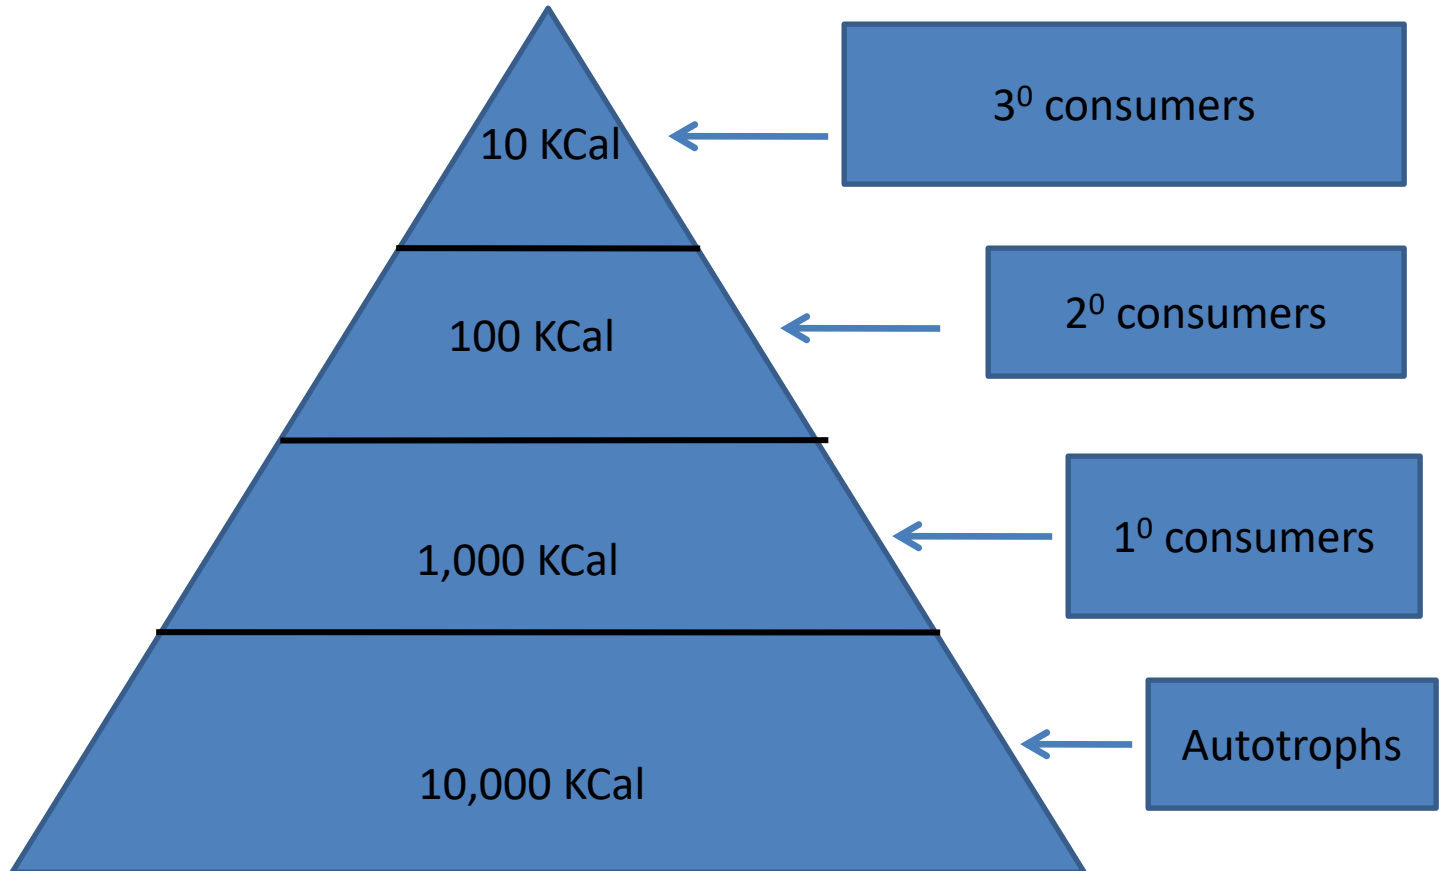 10 KCal
3⁰ consumers
100 KCal
2⁰ consumers
1,000 KCal
1⁰ consumers
10,000 KCal
Autotrophs